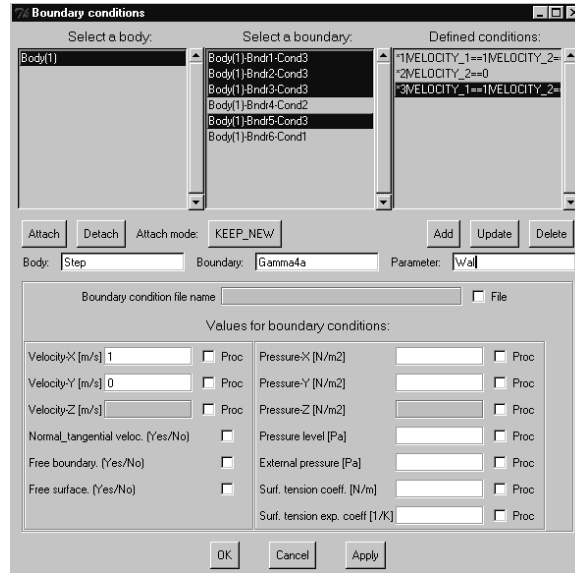 Boundary conditions
Select a body: Select a boundary: Defined conditions:
Body(1) Body(1)-Bndr1-Cond3 *1|VELOCITY_1==1|VELOCITY_2=
Body(1)-Bndr2-Cond3 *2|VELOCITY_2==0
Body(1)-Bndr3-Cond3 *3|VELOCITY_1==1|VELOCITY_2=
Body(1)-Bndr4-Cond2
Body(1)-Bndr5-Cond3
Body(1)-Bndr6-Cond1
Attach Detach Attach mode: KEEP_NEW Add Update Delete
Body: Step Boundary: Gamma4a Parameter: Wal
Boundary condition file name File
Values for boundary conditions:
Velocity-X [m/s] 1 Proc Pressure-X [N/m2] Proc
Velocity-Y [m/s] 0 Proc Pressure-Y [N/m2] Proc
Velocity-Z [m/s] Proc Pressure-Z [N/m2] Proc
Normal_tangential veloc. (Yes/No) Pressure level [Pa] Proc
Free boundary. (Yes/No) External pressure [Pa] Proc
Free surface. (Yes/No) Surf. tension coeff. [N/m] Proc
Surf. tension exp. coeff [1/K] Proc
OK Cancel Apply